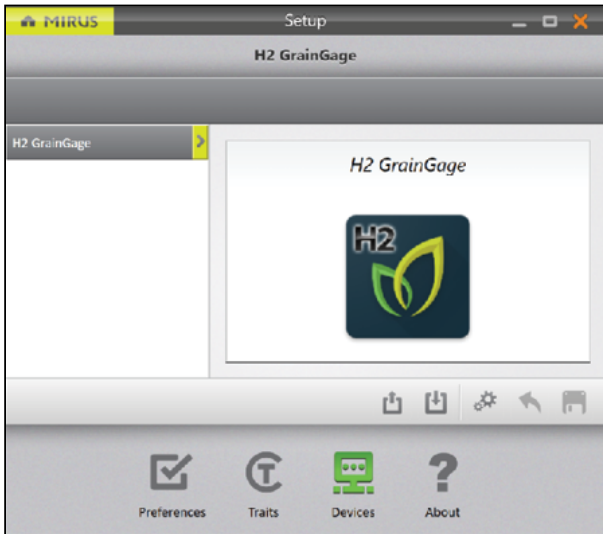 MIRUS
Setup
H2 GrainGage
H2 GrainGage
H2 GrainGage
H2
Preferences
Traits
Devices
About